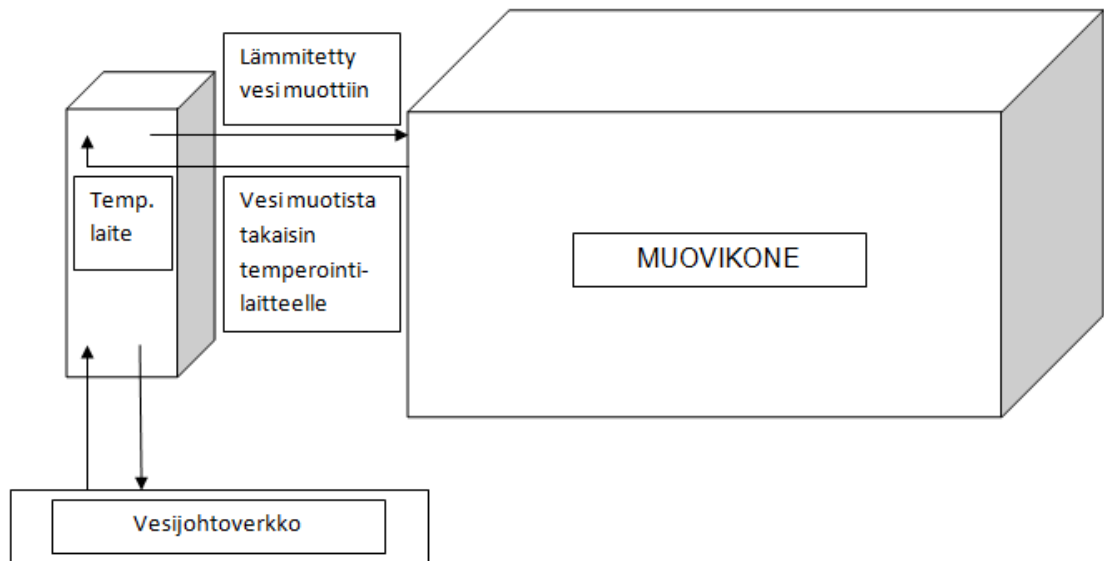 Lämmitetty
vesi muottiin
Temp.
laite
Vesi muotista
takaisin
temperointi-
laitteelle
MUOVIKONE
Vesijohtoverkko